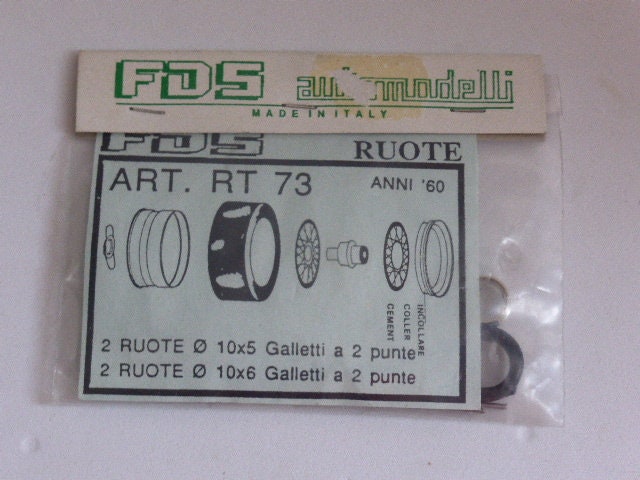 FDS automodelli
MADE IN ITALY
FDS RUOTE
ART. RT 73 ANNI '60
INCOLLARE
COLLER
CEMENT
2 RUOTE Ø 10x5 Galletti a 2 punte
2 RUOTE Ø 10x6 Galletti a 2 punte